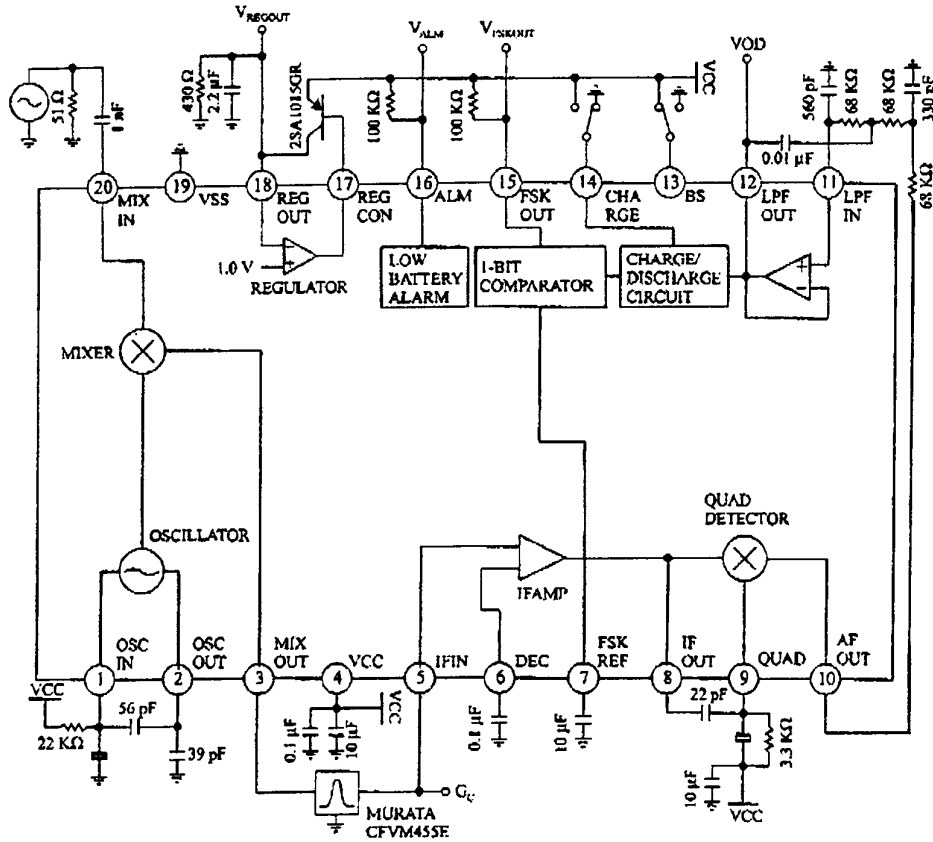 V_REGOUT
V_ALM
V_FSKOUT
VOD
VCC
51 Ω
1 nF
430 Ω
2.2 μF
2SA1015GR
100 KΩ
100 KΩ
560 pF
68 KΩ
68 KΩ
330 pF
0.01 μF
68 KΩ
20
19
18
17
16
15
14
13
12
11
MIX IN
VSS
REG OUT
REG CON
ALM
FSK OUT
CHA RGE
BS
LPF OUT
LPF IN
1.0 V
REGULATOR
LOW BATTERY ALARM
1-BIT COMPARATOR
CHARGE/ DISCHARGE CIRCUIT
MIXER
OSCILLATOR
IFAMP
QUAD DETECTOR
OSC IN
OSC OUT
MIX OUT
VCC
IFIN
DEC
FSK REF
IF OUT
QUAD
AF OUT
1
2
3
4
5
6
7
8
9
10
VCC
22 KΩ
56 pF
39 pF
0.1 μF
10 μF
VCC
0.1 μF
10 μF
22 pF
3.3 KΩ
10 μF
VCC
MURATA CFVM455E